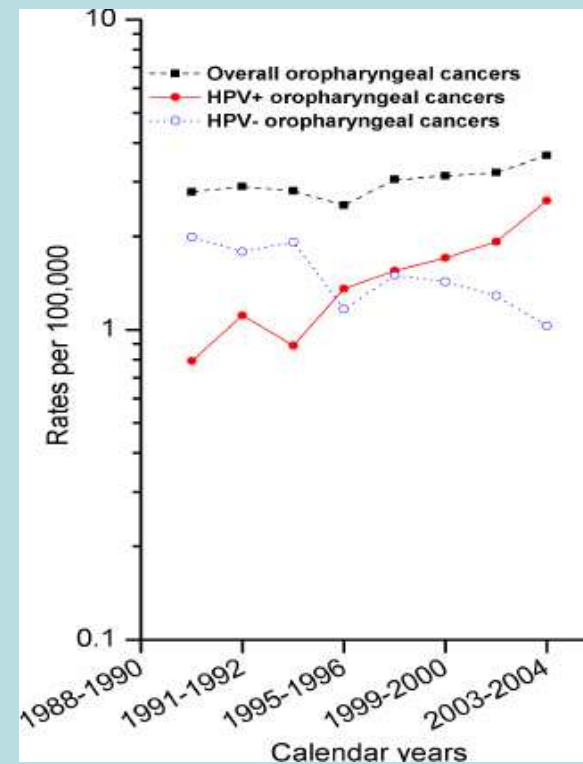 10
Overall oropharyngeal cancers
HPV+ oropharyngeal cancers
HPV- oropharyngeal cancers
Rates per 100,000
1
0.1
1988-1990
1991-1992
1995-1996
1999-2000
2003-2004
Calendar years